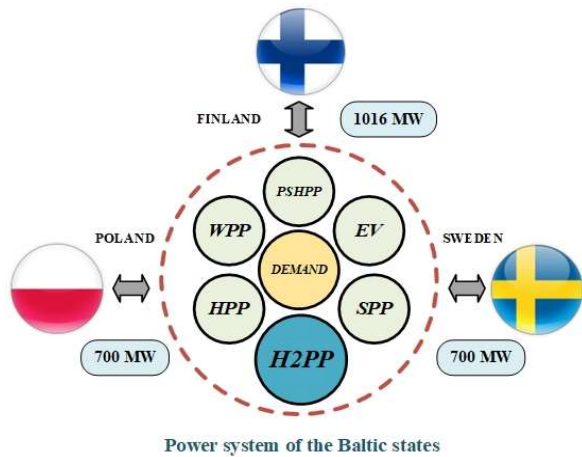 FINLAND
1016 MW
PSHPP
WPP
EV
POLAND
SWEDEN
DEMAND
HPP
SPP
700 MW
H2PP
700 MW
Power system of the Baltic states